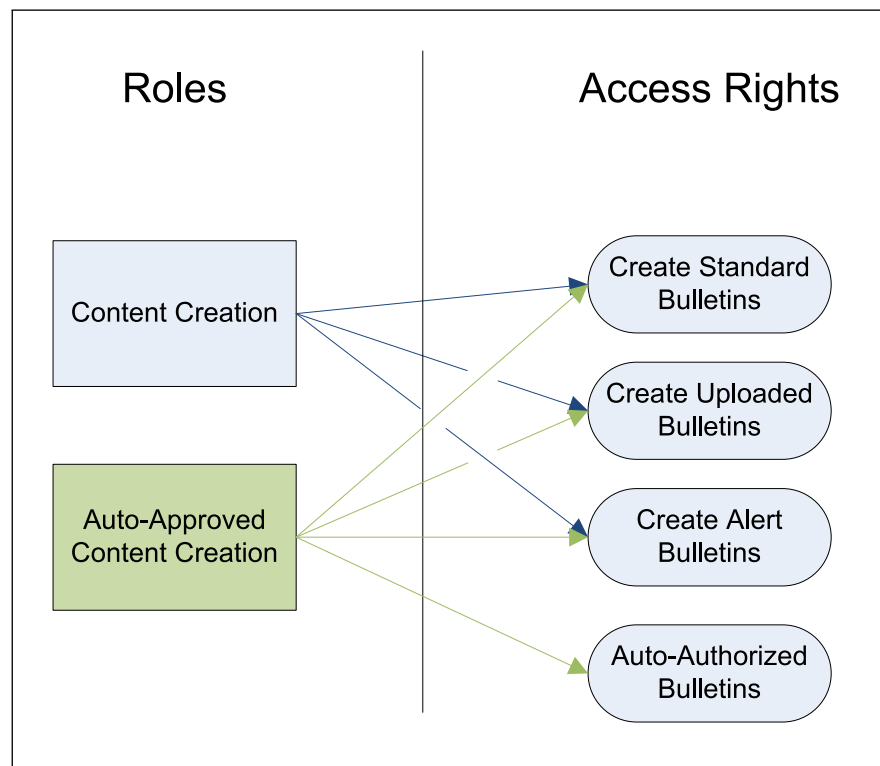 Roles
Access Rights
Content Creation
Auto-Approved
Content Creation
Create Standard
Bulletins
Create Uploaded
Bulletins
Create Alert
Bulletins
Auto-Authorized
Bulletins